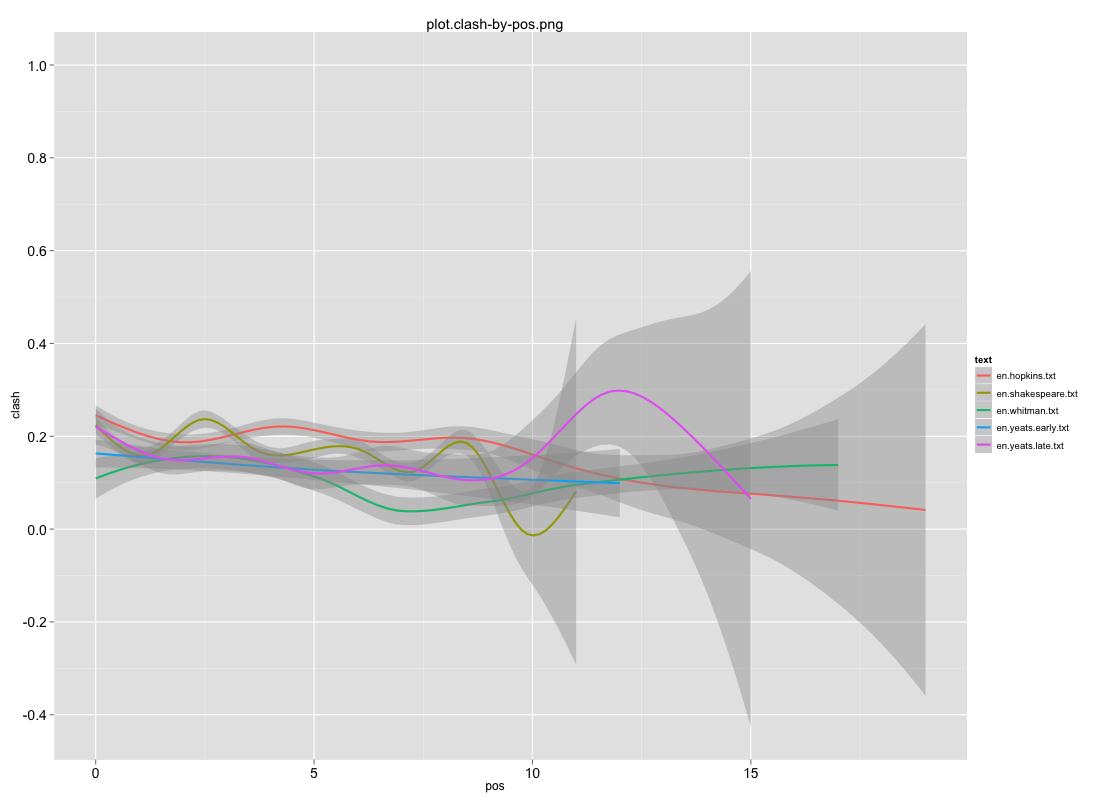 plot.clash-by-pos.png
1.0
0.8
0.6
0.4
0.2
0.0
-0.2
-0.4
clash
0 5 10 15
pos
text
en.hopkins.txt
en.shakespeare.txt
en.whitman.txt
en.yeats.early.txt
en.yeats.late.txt